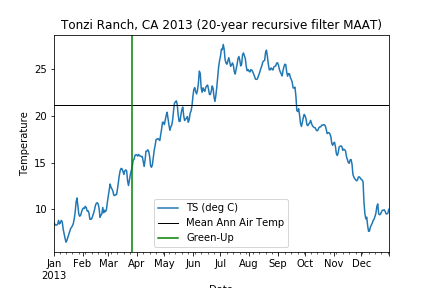 Tonzi Ranch, CA 2013 (20-year recursive filter MAAT)
Temperature
25
20
15
10
TS (deg C)
Mean Ann Air Temp
Green-Up
Jan Feb Mar Apr May Jun Jul Aug Sep Oct Nov Dec
2013